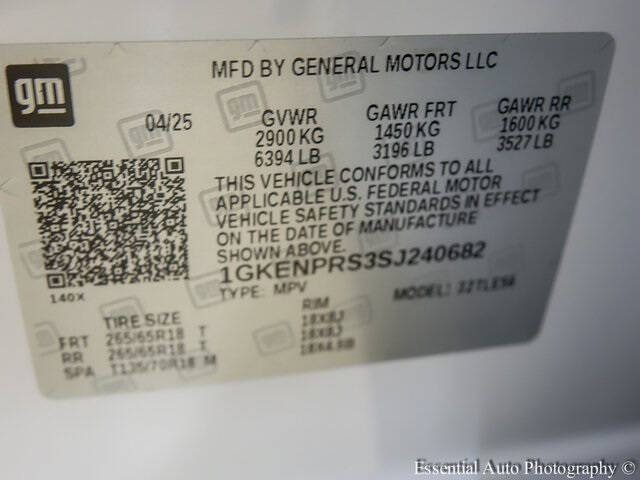 gm
MFD BY GENERAL MOTORS LLC
04/25 GVWR GAWR FRT GAWR RR
2900 KG 1450 KG 1600 KG
6394 LB 3196 LB 3527 LB
THIS VEHICLE CONFORMS TO ALL
APPLICABLE U.S. FEDERAL MOTOR
VEHICLE SAFETY STANDARDS IN EFFECT
ON THE DATE OF MANUFACTURE
SHOWN ABOVE.
1GKENPRS3SJ240682
140X TYPE: MPV MODEL:
TIRE SIZE RIM
FRT 265/65R18 T 18X8J
RR 265/65R18 T 18X8J
SPA T135/70R18 M
Essential Auto Photography ©